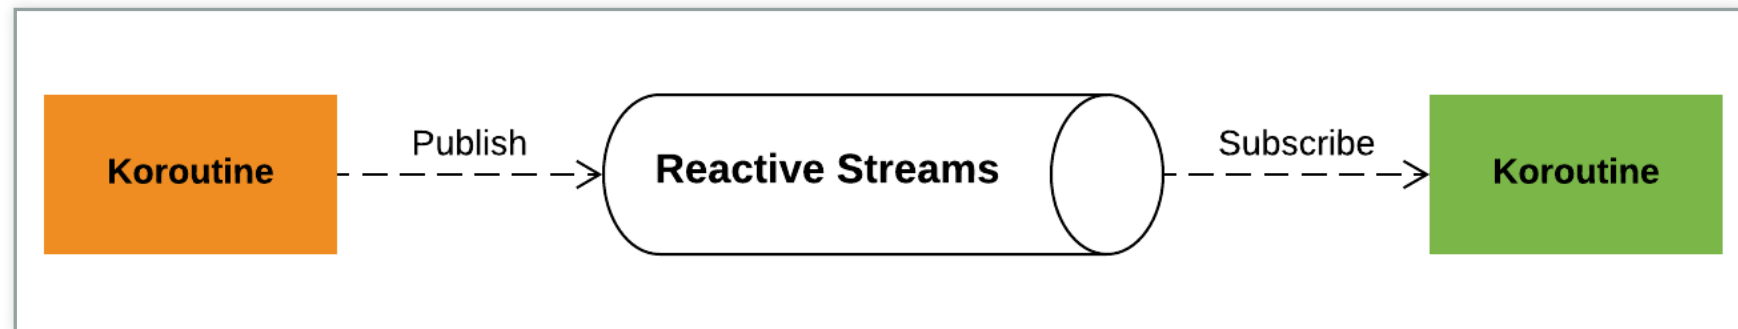 Koroutine
Publish
Reactive Streams
Subscribe
Koroutine